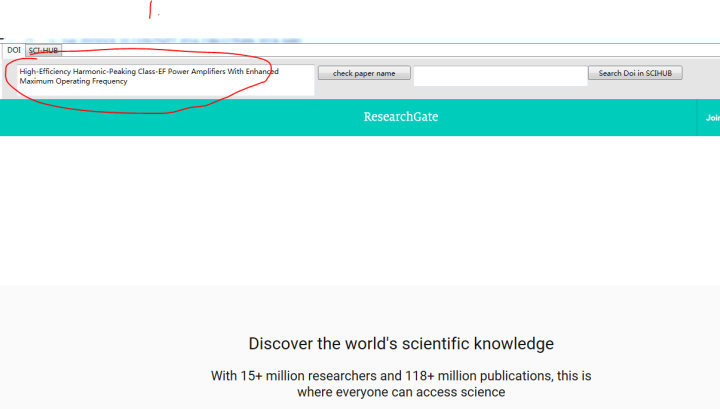 1.
DOI SCI-HUB
High-Efficiency Harmonic-Peaking Class-EF Power Amplifiers With Enhanced
Maximum Operating Frequency
check paper name
Search Doi in SCIHUB
ResearchGate
Join
Discover the world's scientific knowledge
With 15+ million researchers and 118+ million publications, this is
where everyone can access science